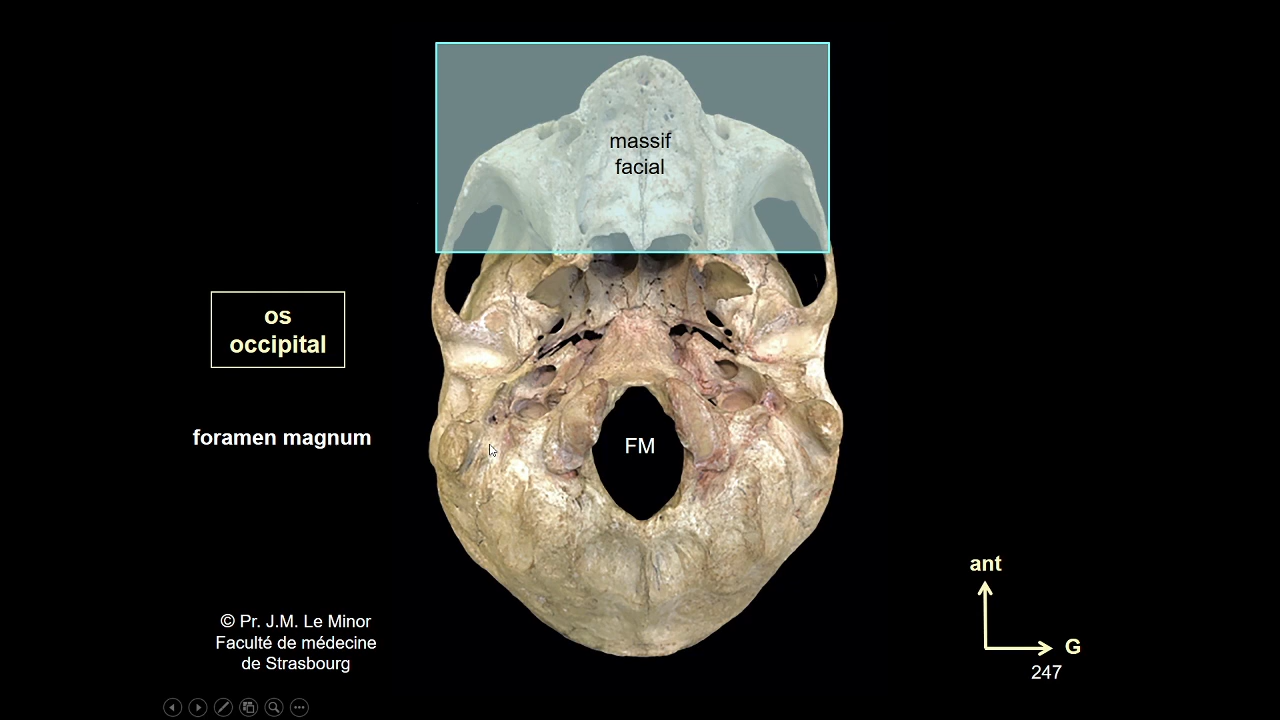 massif
facial
os
occipital
foramen magnum
FM
ant
G
247
© Pr. J.M. Le Minor
Faculté de médecine
de Strasbourg